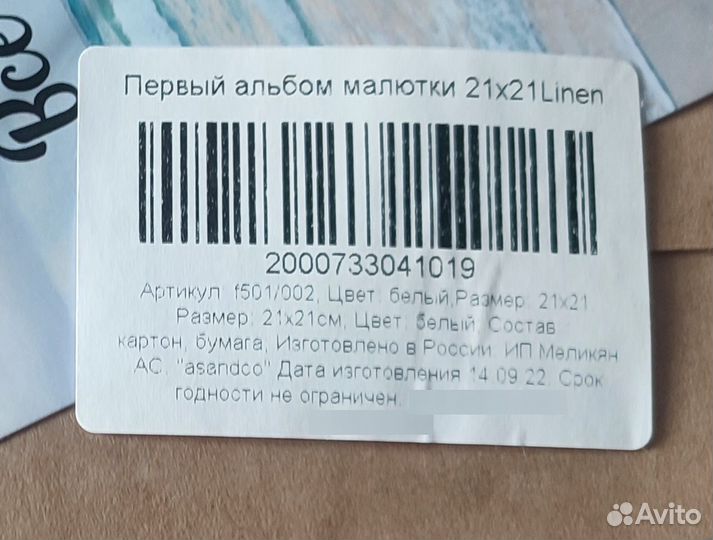 Все
Первый альбом малютки 21x21Linen
2000733041019
Артикул: f501/002, Цвет: белый,Размер: 21x21
Размер: 21x21см, Цвет: белый, Состав:
картон, бумага, Изготовлено в России. ИП Меликян
АС. "asandco" Дата изготовления 14.09.22. Срок
годности не ограничен.
Avito